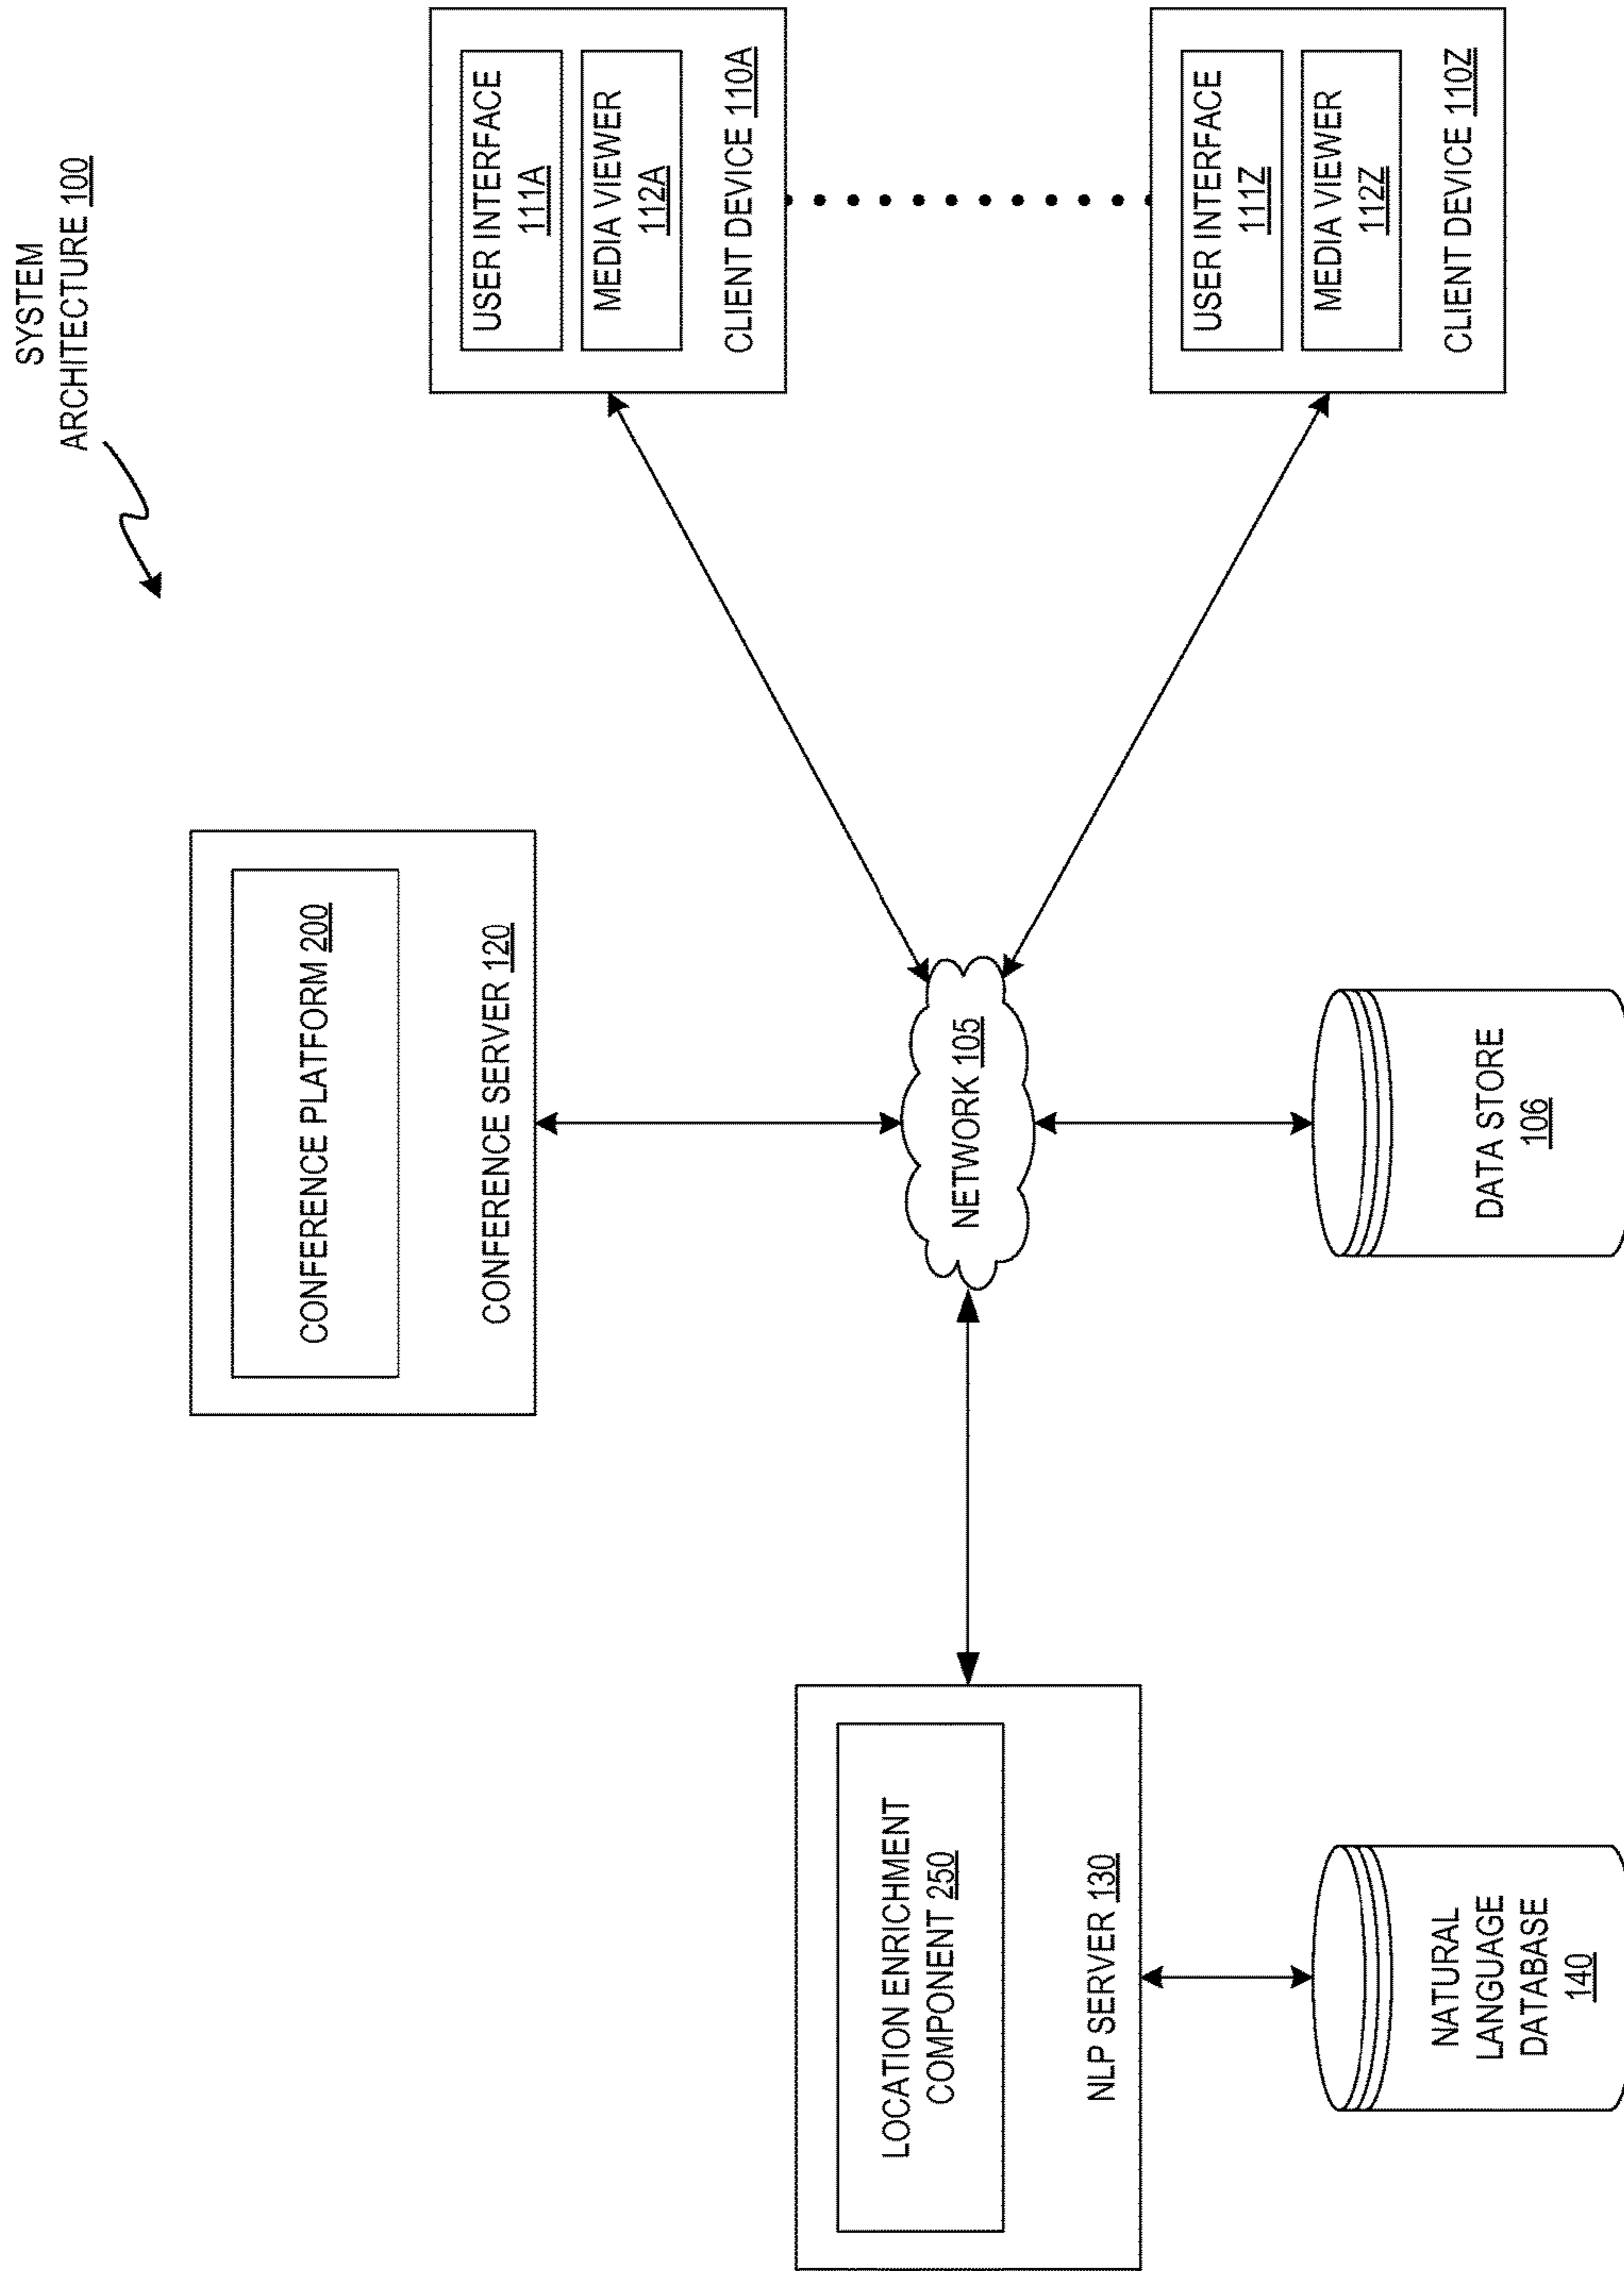 SYSTEM
ARCHITECTURE 100
CONFERENCE PLATFORM 200
CONFERENCE SERVER 120
USER INTERFACE
111A
MEDIA VIEWER
112A
CLIENT DEVICE 110A
LOCATION ENRICHMENT
COMPONENT 250
NLP SERVER 130
NETWORK 105
USER INTERFACE
111Z
MEDIA VIEWER
112Z
CLIENT DEVICE 110Z
NATURAL
LANGUAGE
DATABASE
140
DATA STORE
106